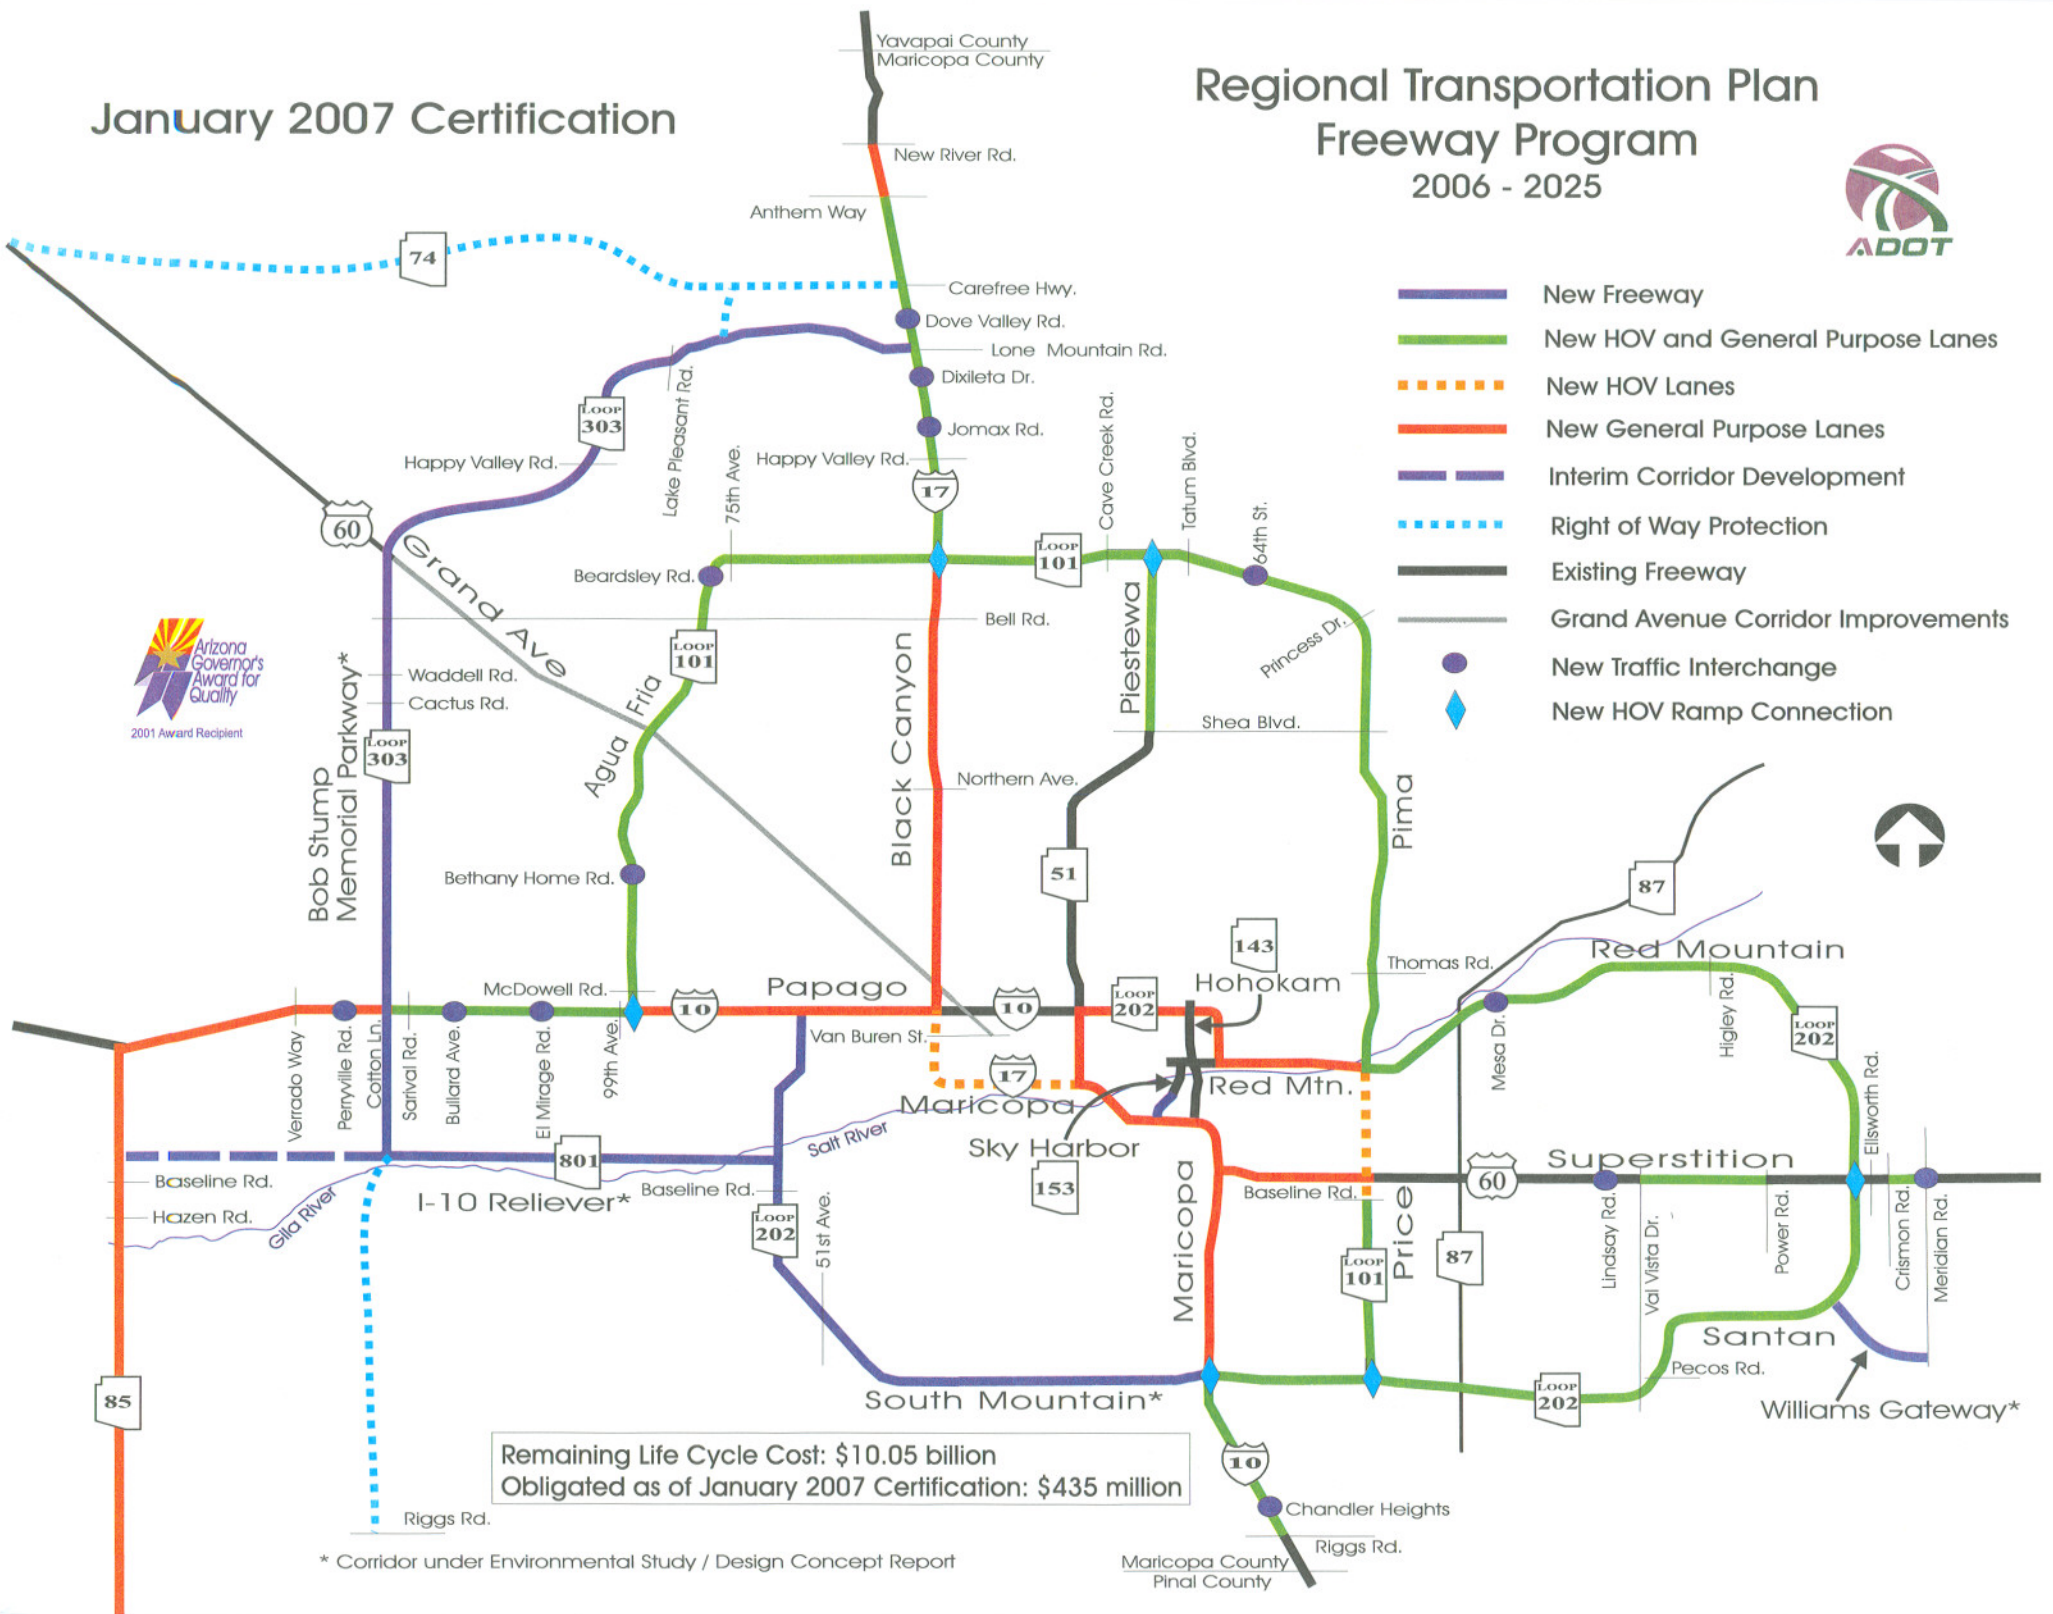 January 2007 Certification
Regional Transportation Plan
Freeway Program
2006 - 2025
ADOT
New Freeway
New HOV and General Purpose Lanes
New HOV Lanes
New General Purpose Lanes
Interim Corridor Development
Right of Way Protection
Existing Freeway
Grand Avenue Corridor Improvements
New Traffic Interchange
New HOV Ramp Connection
Yavapai County
Maricopa County
New River Rd.
Anthem Way
74
Carefree Hwy.
Dove Valley Rd.
Lone Mountain Rd.
Dixileta Dr.
Jomax Rd.
Happy Valley Rd.
17
LOOP
303
Happy Valley Rd.
Lake Pleasant Rd.
75th Ave.
60
Grand Ave
Beardsley Rd.
LOOP
101
Cave Creek Rd.
Tatum Blvd.
64th St.
Bell Rd.
LOOP
101
Princess Dr.
Piestewa
Arizona
Governor's
Award for
Quality
2001 Award Recipient
Waddell Rd.
Cactus Rd.
LOOP
303
Bob Stump
Memorial Parkway*
Agua Fria
Black Canyon
Shea Blvd.
Northern Ave.
Pima
51
Bethany Home Rd.
87
143
Hohokam
Thomas Rd.
Red Mountain
Higley Rd.
McDowell Rd.
10
Papago
10
LOOP
202
Van Buren St.
Mesa Dr.
LOOP
202
Verrado Way
Perryville Rd.
Cotton Ln.
Sarival Rd.
Bullard Ave.
El Mirage Rd.
99th Ave.
17
Maricopa
Red Mtn.
Ellsworth Rd.
Salt River
Sky Harbor
153
801
I-10 Reliever*
Baseline Rd.
Baseline Rd.
Hazen Rd.
Gila River
LOOP
202
51st Ave.
Maricopa
Baseline Rd.
Price
60
Superstition
Lindsay Rd.
Val Vista Dr.
Power Rd.
Crismon Rd.
Meridian Rd.
87
LOOP
101
Santan
Pecos Rd.
LOOP
202
Williams Gateway*
85
South Mountain*
Remaining Life Cycle Cost: $10.05 billion
Obligated as of January 2007 Certification: $435 million
10
Chandler Heights
Riggs Rd.
Riggs Rd.
* Corridor under Environmental Study / Design Concept Report
Maricopa County
Pinal County